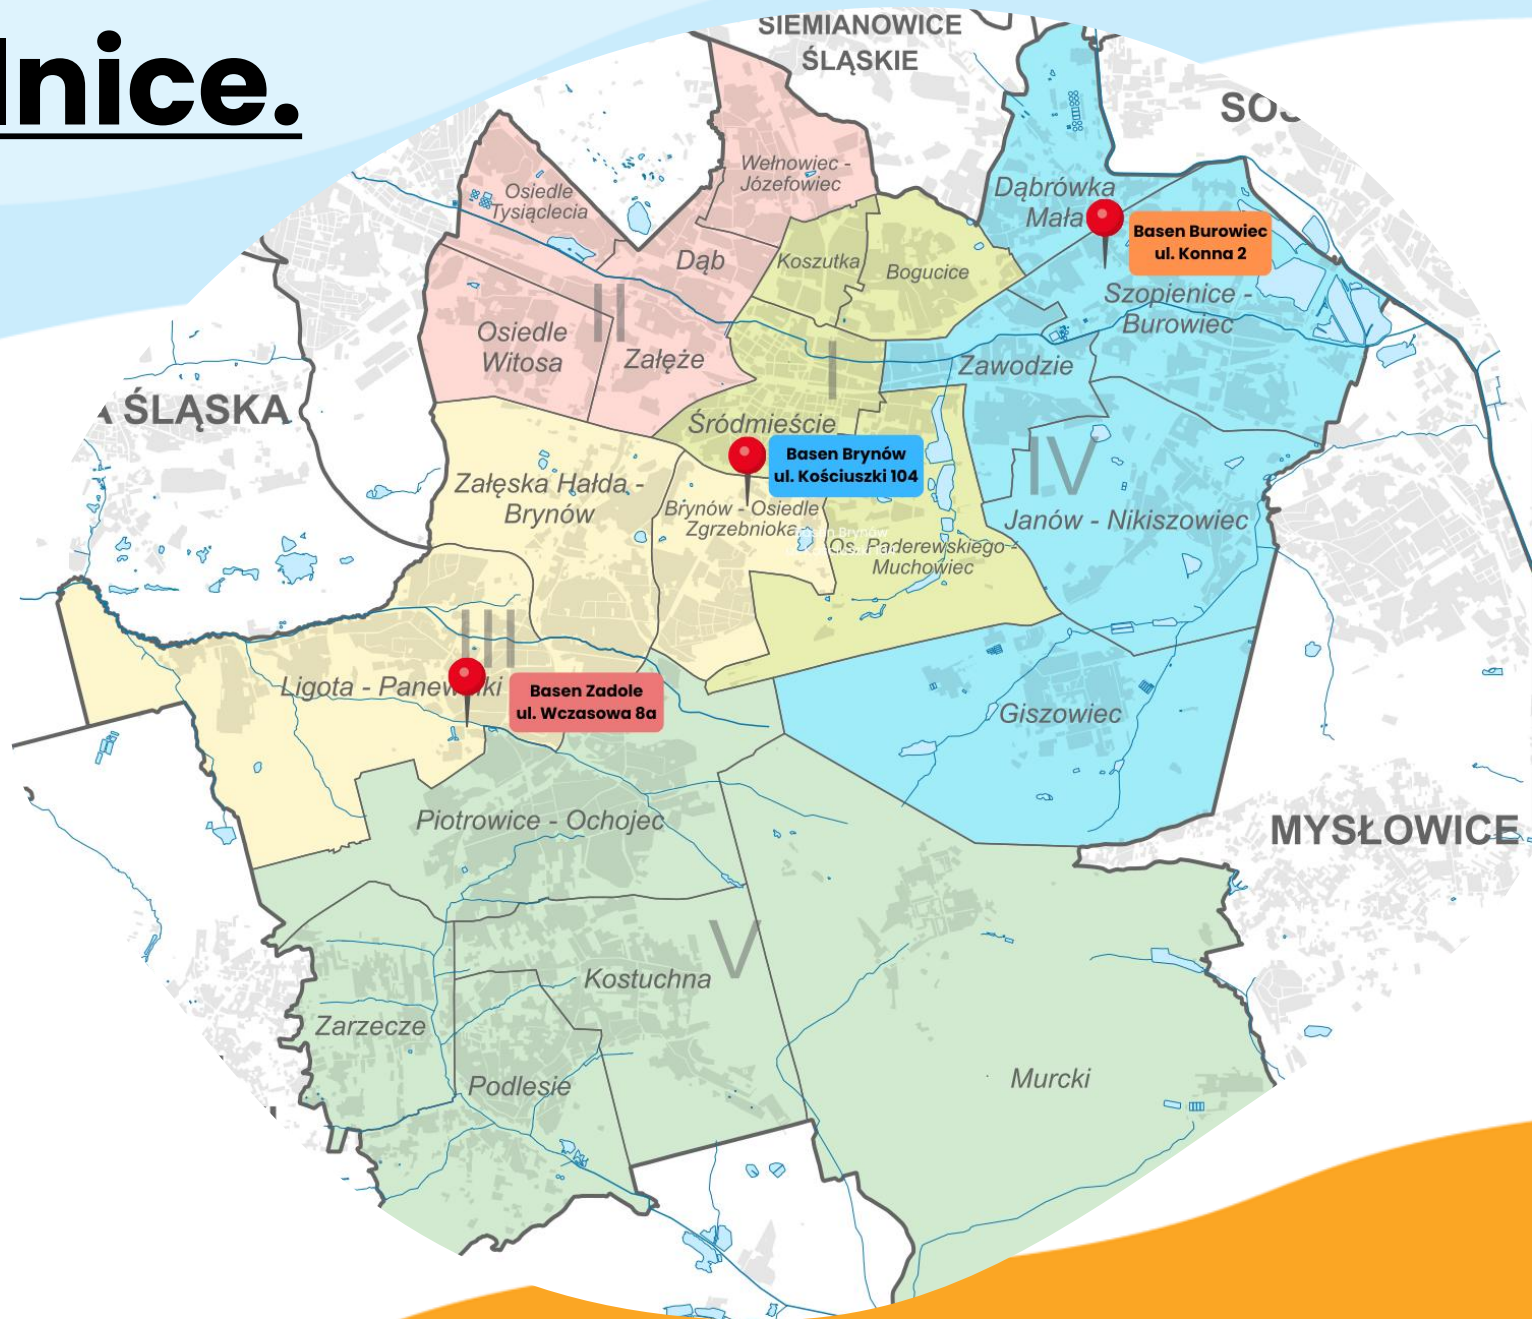 lnice.
SIEMIANOWICE
ŚLĄSKIE
Wełnowiec -
Józefowiec
Osiedle
Tysiąclecia
Dąbrówka
Mała
Basen Burowiec
ul. Konna 2
Dąb
Koszutka
Bogucice
II
Szopienice -
Burowiec
Osiedle
Witosa
Załęże
I
Zawodzie
A ŚLĄSKA
Śródmieście
Basen Brynów
ul. Kościuszki 104
IV
Załęska Hałda -
Brynów
Brynów - Osiedle
Zgrzebnioka
Janów - Nikiszowiec
Os. Paderewskiego -
Muchowiec
III
Ligota - Panewniki
Basen Zadole
ul. Wczasowa 8a
Giszowiec
Piotrowice - Ochojec
MYSŁOWICE
V
Kostuchna
Zarzecze
Podlesie
Murcki